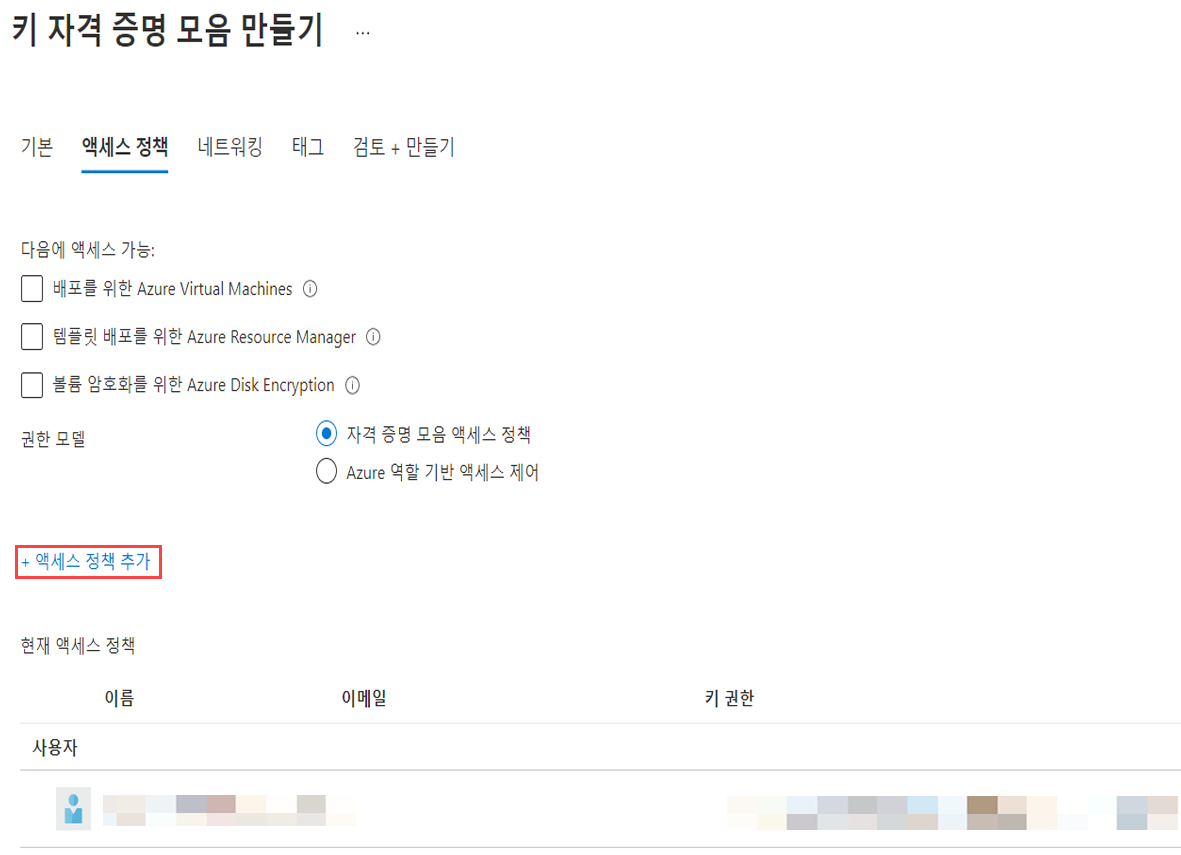 키 자격 증명 모음 만들기 ...
기본 액세스 정책 네트워킹 태그 검토 + 만들기
다음에 액세스 가능:
배포를 위한 Azure Virtual Machines
템플릿 배포를 위한 Azure Resource Manager
볼륨 암호화를 위한 Azure Disk Encryption
권한 모델
자격 증명 모음 액세스 정책
Azure 역할 기반 액세스 제어
+ 액세스 정책 추가
현재 액세스 정책
이름 이메일 키 권한
사용자